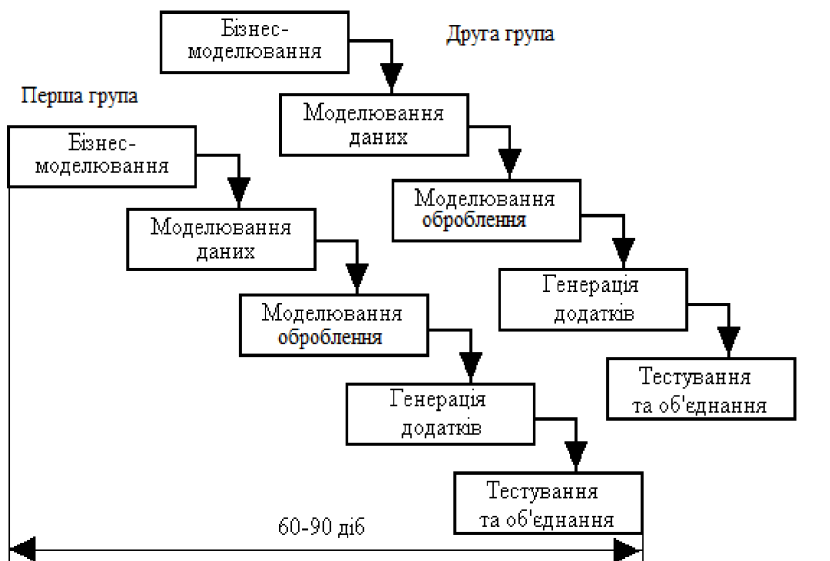 Друга група
Бізнес-
моделювання
Моделювання
даних
Моделювання
оброблення
Генерація
додатків
Тестування
та об'єднання
Перша група
Бізнес-
моделювання
Моделювання
даних
Моделювання
оброблення
Генерація
додатків
Тестування
та об'єднання
60-90 діб